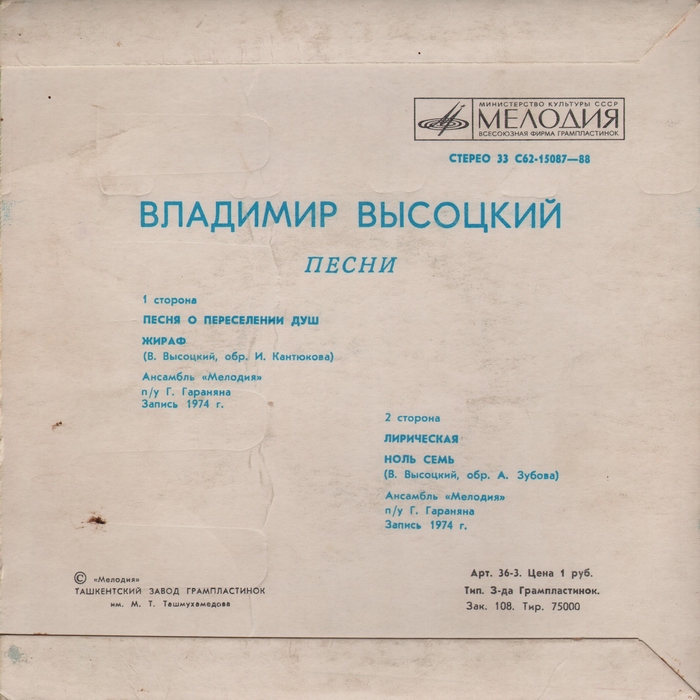 МИНИСТЕРСТВО КУЛЬТУРЫ СССР
МЕЛОДИЯ
ВСЕСОЮЗНАЯ ФИРМА ГРАМПЛАСТИНОК
СТЕРЕО 33 С62-15087—88
ВЛАДИМИР ВЫСОЦКИЙ
ПЕСНИ
1 сторона
ПЕСНЯ О ПЕРЕСЕЛЕНИИ ДУШ
ЖИРАФ
(В. Высоцкий, обр. И. Кантюкова)
Ансамбль «Мелодия»
п/у Г. Гараняна
Запись 1974 г.
2 сторона
ЛИРИЧЕСКАЯ
НОЛЬ СЕМЬ
(В. Высоцкий, обр. А. Зубова)
Ансамбль «Мелодия»
п/у Г. Гараняна
Запись 1974 г.
© «Мелодия»
ТАШКЕНТСКИЙ ЗАВОД ГРАМПЛАСТИНОК
им. М. Т. Ташмухамедова
Арт. 36-3. Цена 1 руб.
Тип. З-да Грампластинок.
Зак. 108. Тир. 75000